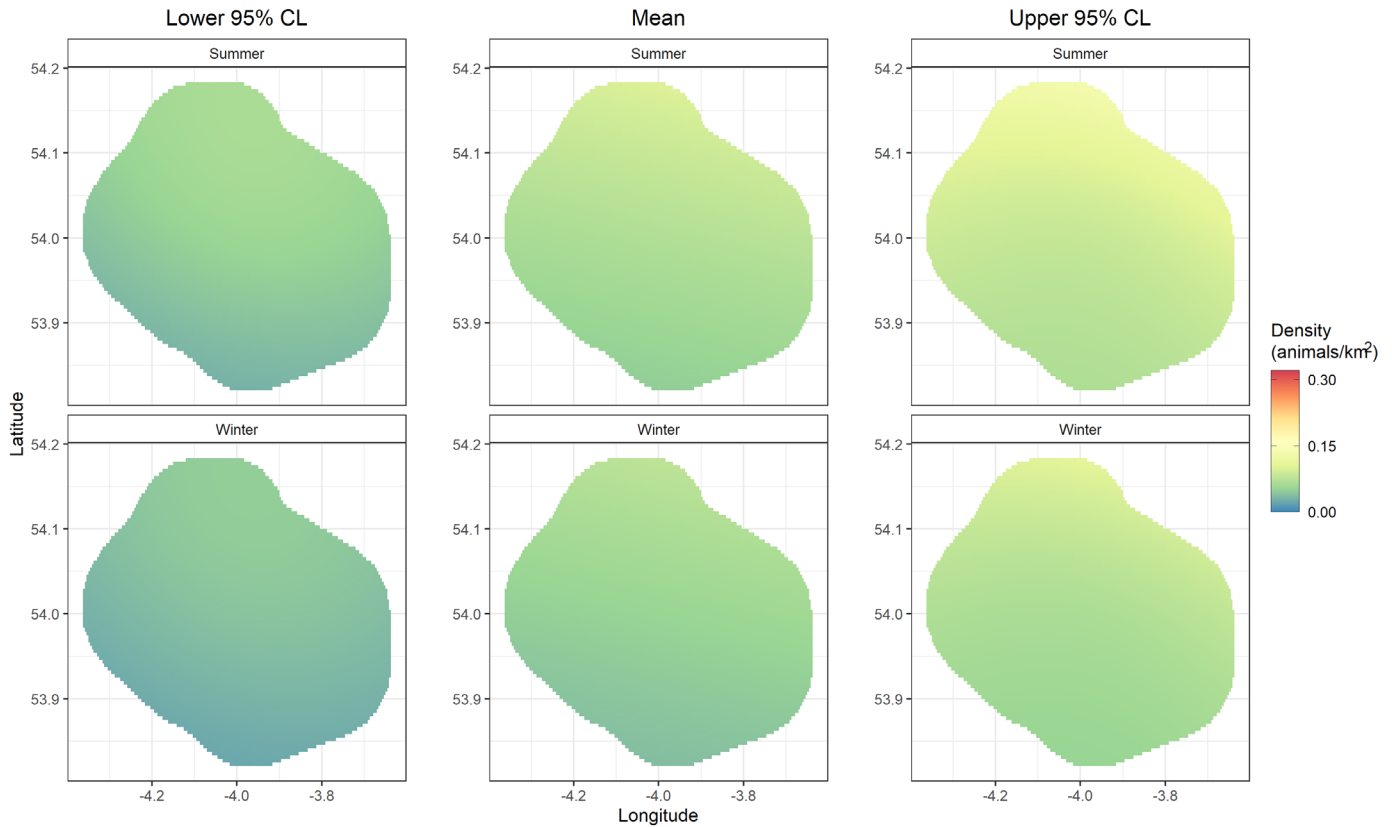 Lower 95% CL
Mean
Upper 95% CL
Summer
Summer
Summer
54.2
54.1
54.0
53.9
54.2
54.1
54.0
53.9
54.2
54.1
54.0
53.9
Latitude
Winter
Winter
Winter
54.2
54.1
54.0
53.9
54.2
54.1
54.0
53.9
54.2
54.1
54.0
53.9
-4.2
-4.0
-3.8
-4.2
-4.0
-3.8
-4.2
-4.0
-3.8
Longitude
Density
(animals/km²)
0.30
0.15
0.00